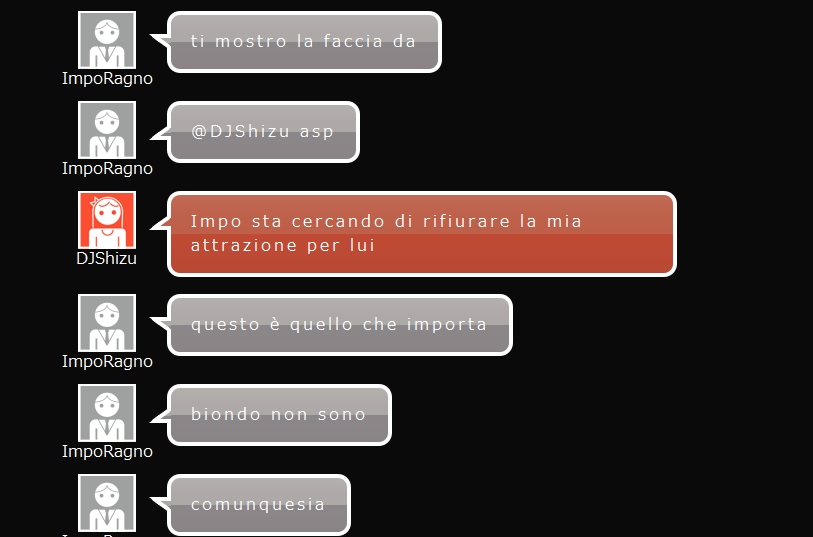 ti mostro la faccia da
ImpoRagno
@DJShizu asp
ImpoRagno
Impo sta cercando di rifiurare la mia
attrazione per lui
DJShizu
questo è quello che importa
ImpoRagno
biondo non sono
ImpoRagno
comunquesia